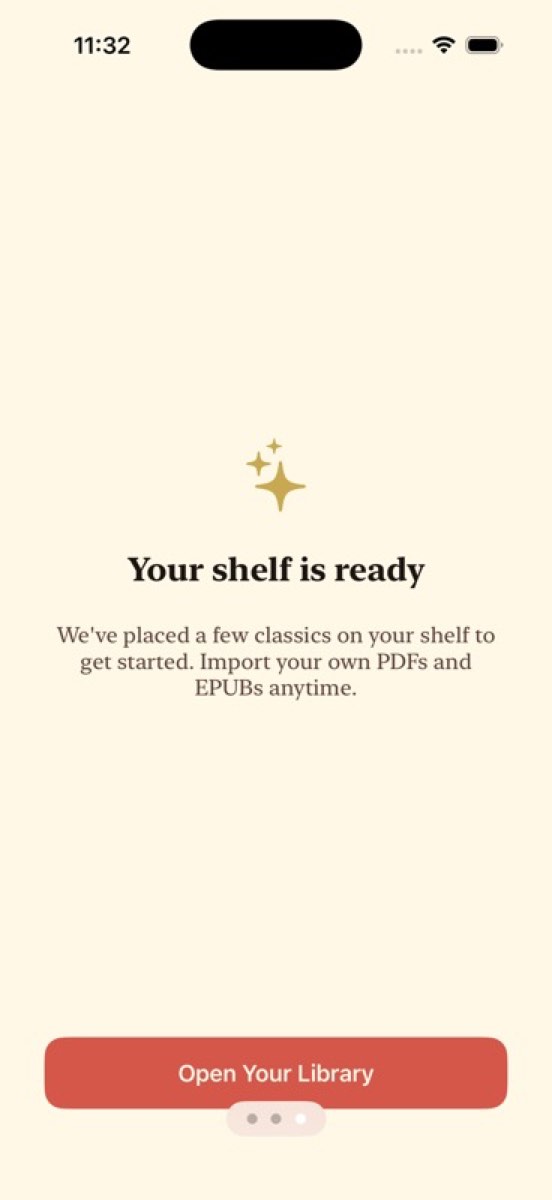 11:32
Your shelf is ready
We've placed a few classics on your shelf to
get started. Import your own PDFs and
EPUBs anytime.
Open Your Library